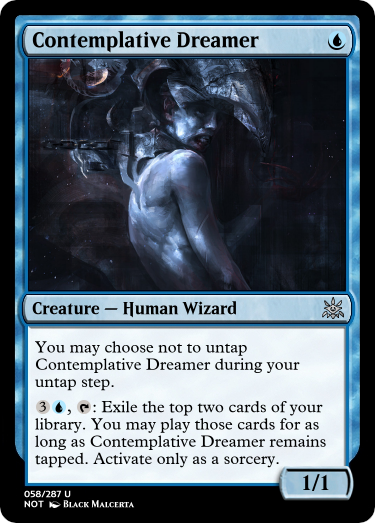 Contemplative Dreamer
Creature — Human Wizard
You may choose not to untap
Contemplative Dreamer during your
untap step.
3, : Exile the top two cards of your
library. You may play those cards for as
long as Contemplative Dreamer remains
tapped. Activate only as a sorcery.
1/1
058/287 U
NOT Black Malcerta